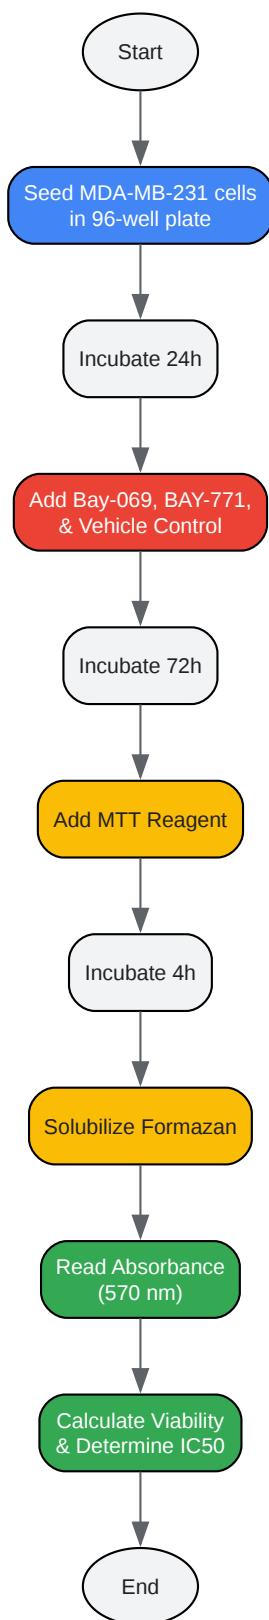 Start
Seed MDA-MB-231 cells
in 96-well plate
Incubate 24h
Add Bay-069, BAY-771,
& Vehicle Control
Incubate 72h
Add MTT Reagent
Incubate 4h
Solubilize Formazan
Read Absorbance
(570 nm)
Calculate Viability
& Determine IC50
End